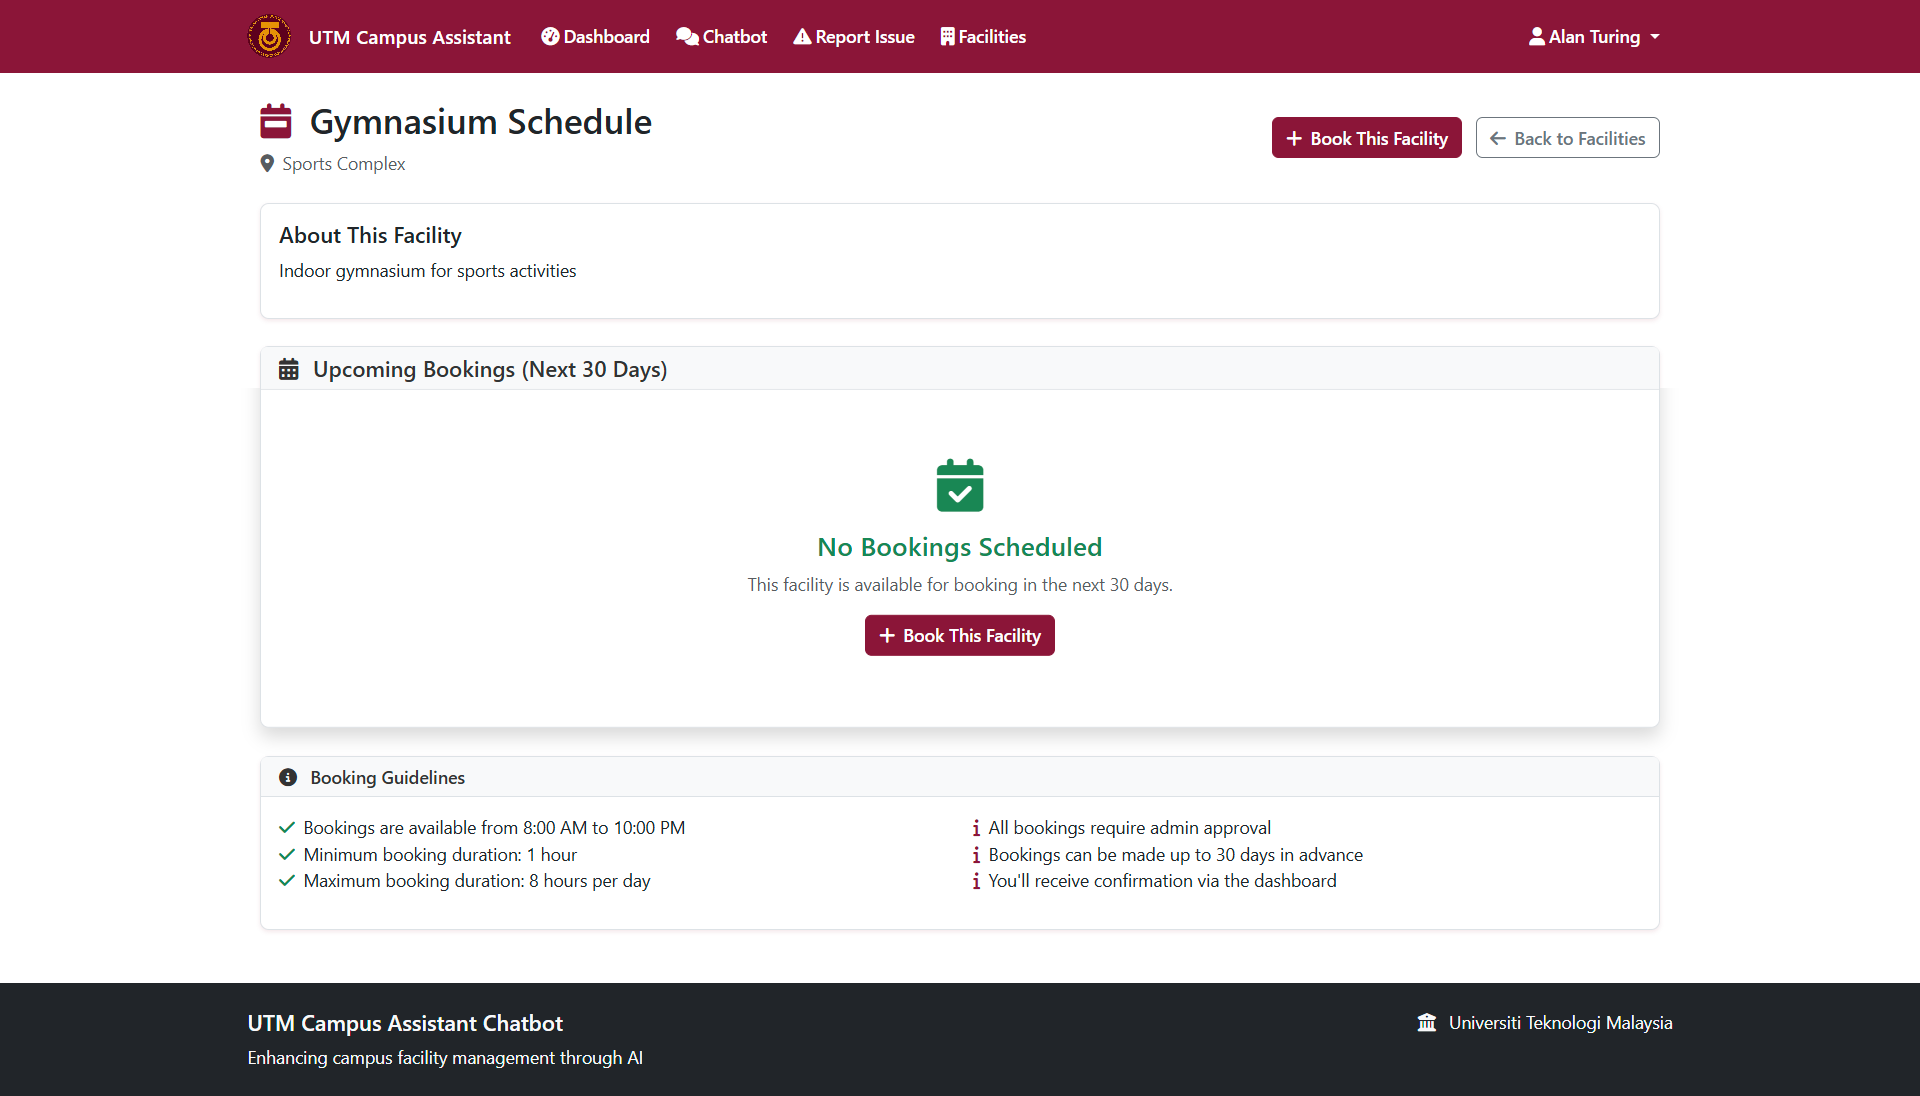 UTM Campus Assistant
Dashboard
Chatbot
Report Issue
Facilities
Alan Turing
Gymnasium Schedule
Sports Complex
Book This Facility
Back to Facilities
About This Facility
Indoor gymnasium for sports activities
Upcoming Bookings (Next 30 Days)
No Bookings Scheduled
This facility is available for booking in the next 30 days.
Book This Facility
Booking Guidelines
Bookings are available from 8:00 AM to 10:00 PM
Minimum booking duration: 1 hour
Maximum booking duration: 8 hours per day
All bookings require admin approval
Bookings can be made up to 30 days in advance
You'll receive confirmation via the dashboard
UTM Campus Assistant Chatbot
Enhancing campus facility management through AI
Universiti Teknologi Malaysia